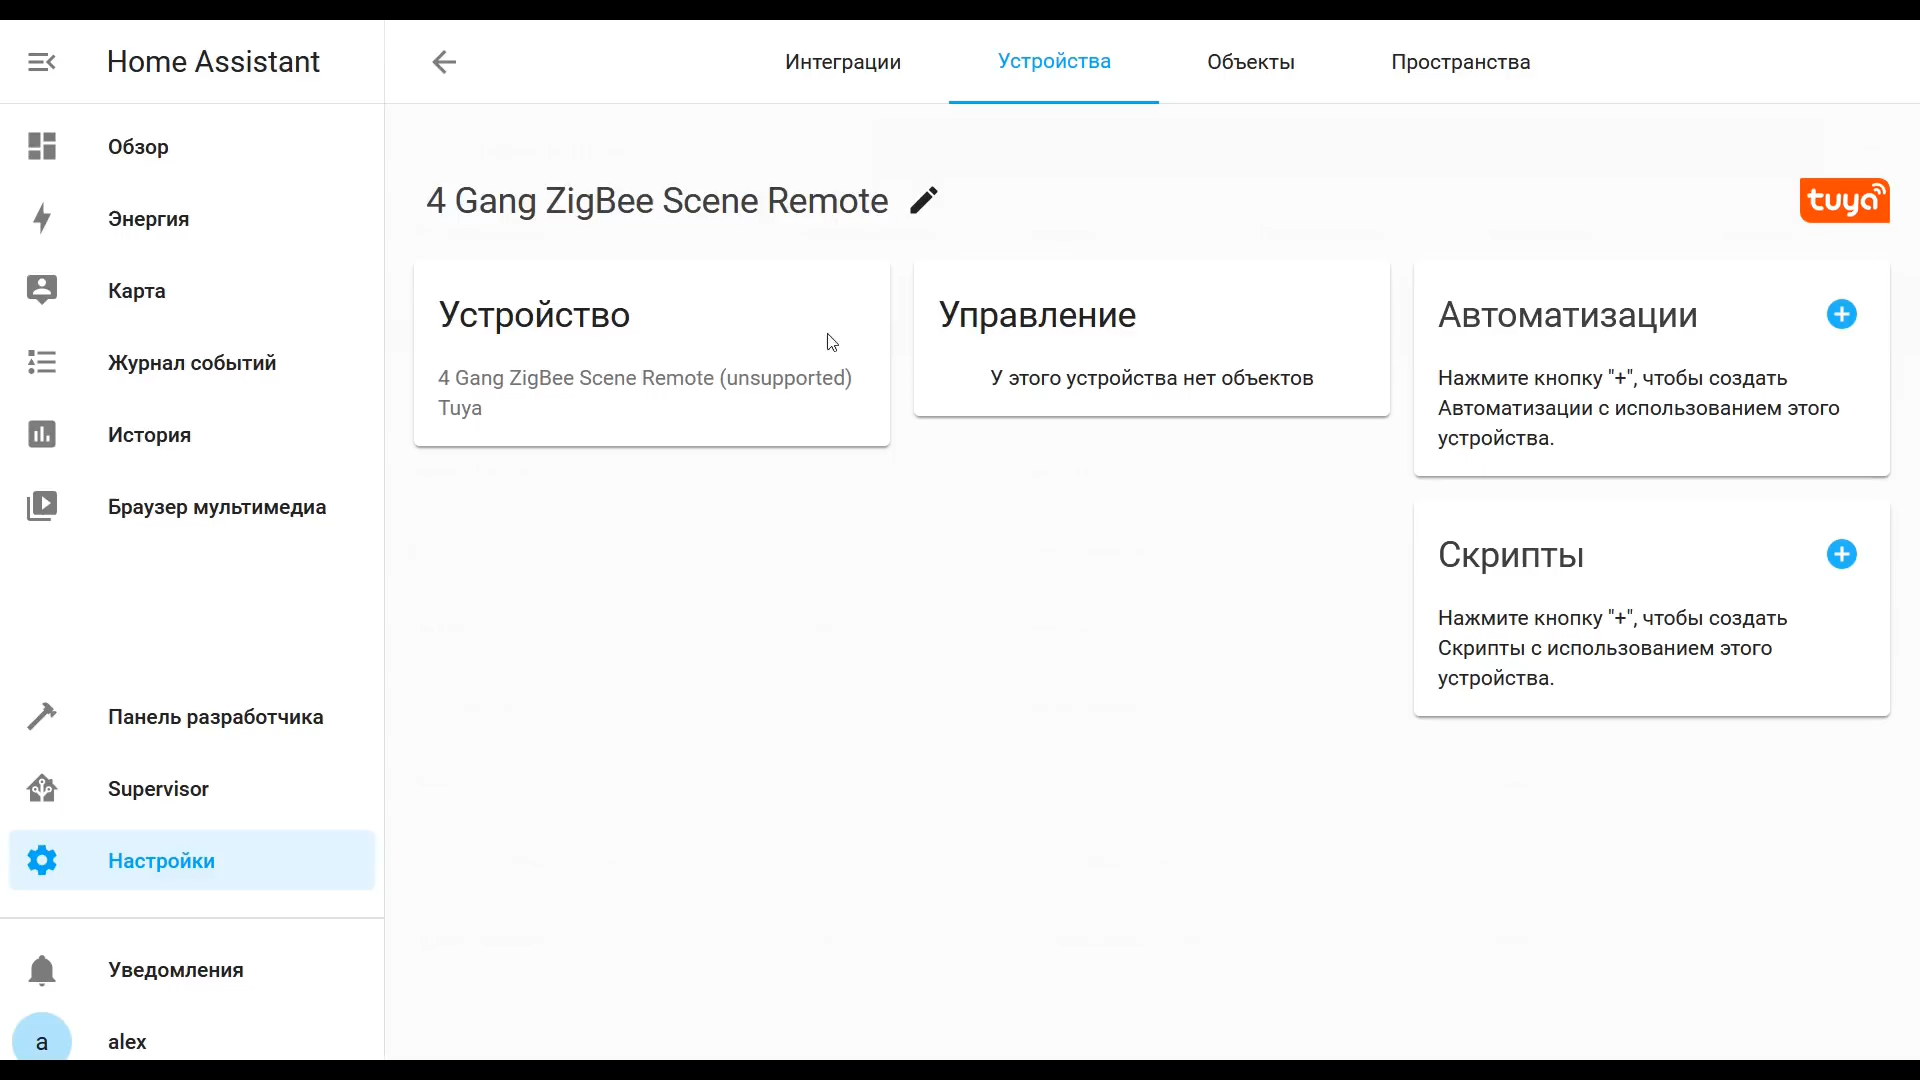 Home Assistant
Интеграции
Устройства
Объекты
Пространства
Обзор
Энергия
Карта
Журнал событий
История
Браузер мультимедиа
Панель разработчика
Supervisor
Настройки
Уведомления
a
alex
4 Gang ZigBee Scene Remote
tuya
Устройство
4 Gang ZigBee Scene Remote (unsupported)
Tuya
Управление
У этого устройства нет объектов
Автоматизации
Нажмите кнопку "+", чтобы создать
Автоматизации с использованием этого
устройства.
Скрипты
Нажмите кнопку "+", чтобы создать
Скрипты с использованием этого
устройства.